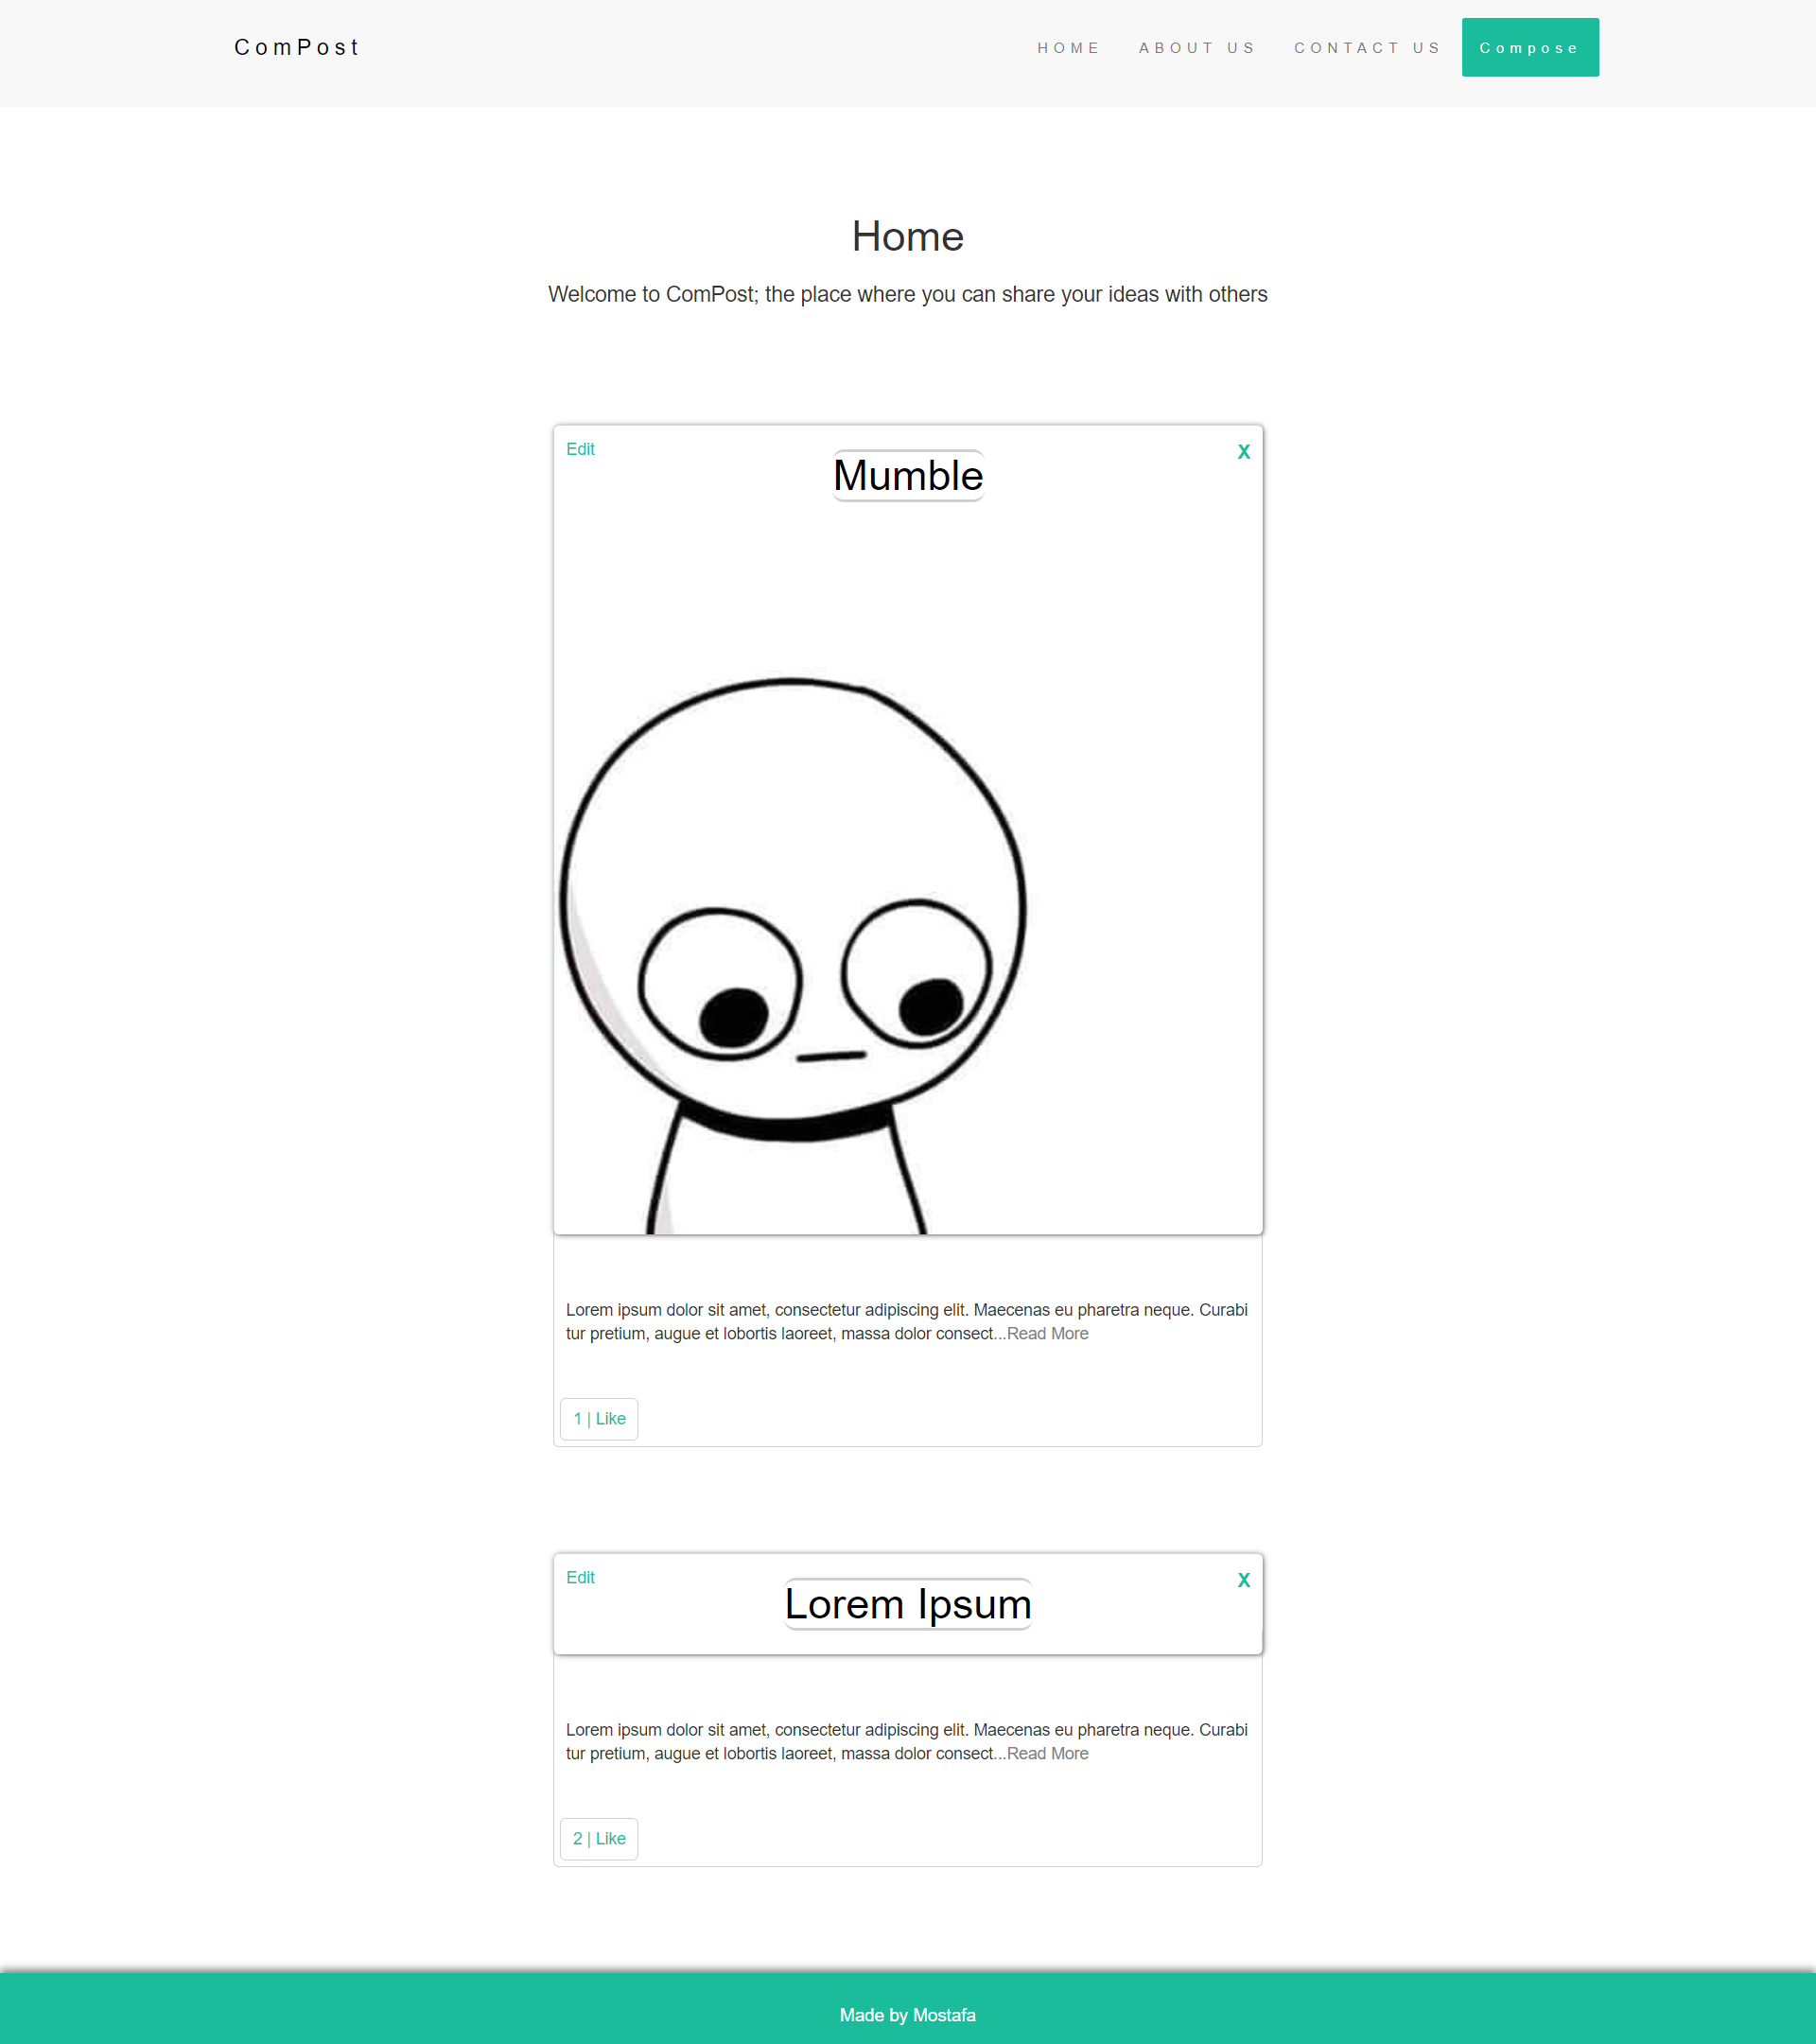 ComPost
HOME ABOUT US CONTACT US Compose
Home
Welcome to ComPost; the place where you can share your ideas with others
Edit
X
Mumble
Lorem ipsum dolor sit amet, consectetur adipiscing elit. Maecenas eu pharetra neque. Curabi
tur pretium, augue et lobortis laoreet, massa dolor consect...Read More
1 | Like
Edit
X
Lorem Ipsum
Lorem ipsum dolor sit amet, consectetur adipiscing elit. Maecenas eu pharetra neque. Curabi
tur pretium, augue et lobortis laoreet, massa dolor consect...Read More
2 | Like
Made by Mostafa